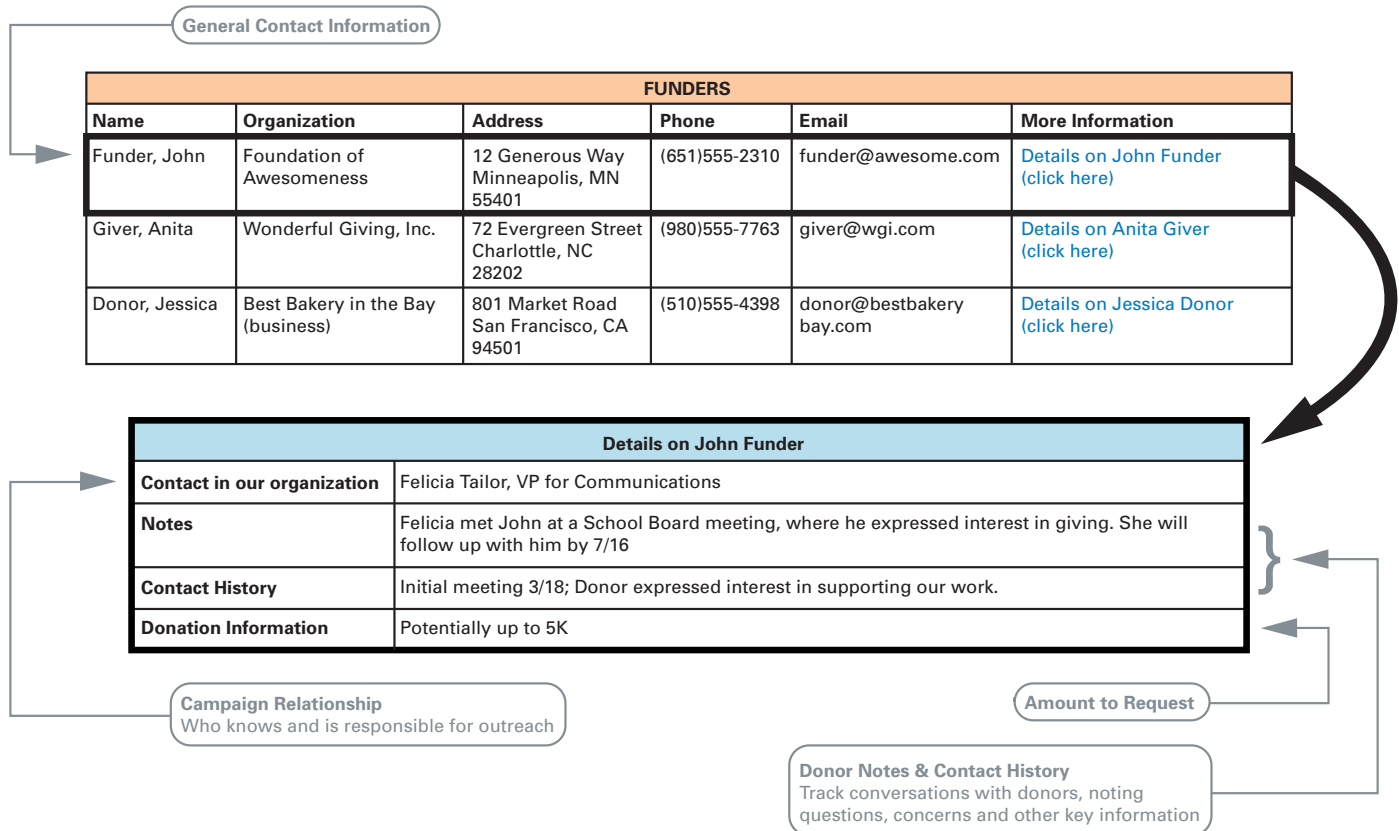 General Contact Information
FUNDERS
Name Organization Address Phone Email More Information
Funder, John Foundation of 12 Generous Way (651)555-2310 funder@awesome.com Details on John Funder
Awesomeness Minneapolis, MN (click here)
55401
Giver, Anita Wonderful Giving, Inc. 72 Evergreen Street (980)555-7763 giver@wgi.com Details on Anita Giver
Charlottle, NC (click here)
28202
Donor, Jessica Best Bakery in the Bay 801 Market Road (510)555-4398 donor@bestbakery Details on Jessica Donor
(business) San Francisco, CA bay.com (click here)
94501
Details on John Funder
Contact in our organization Felicia Tailor, VP for Communications
Notes Felicia met John at a School Board meeting, where he expressed interest in giving. She will
follow up with him by 7/16
Contact History Initial meeting 3/18; Donor expressed interest in supporting our work.
Donation Information Potentially up to 5K
Campaign Relationship
Who knows and is responsible for outreach
Amount to Request
Donor Notes & Contact History
Track conversations with donors, noting
questions, concerns and other key information